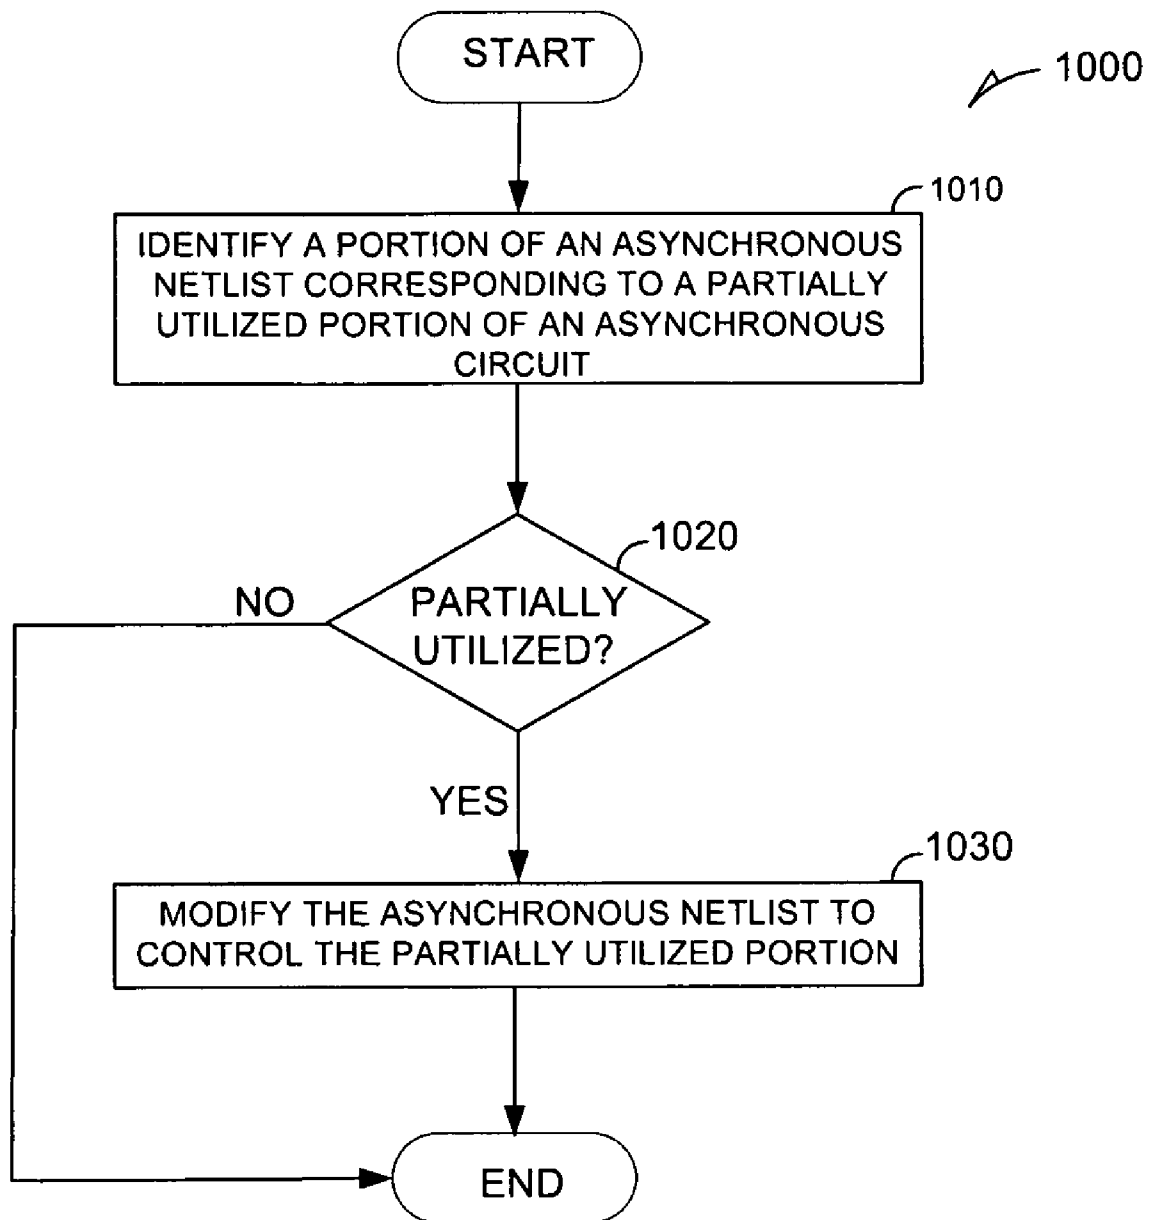 START
1000
1010
IDENTIFY A PORTION OF AN ASYNCHRONOUS
NETLIST CORRESPONDING TO A PARTIALLY
UTILIZED PORTION OF AN ASYNCHRONOUS
CIRCUIT
1020
NO
PARTIALLY
UTILIZED?
YES
1030
MODIFY THE ASYNCHRONOUS NETLIST TO
CONTROL THE PARTIALLY UTILIZED PORTION
END